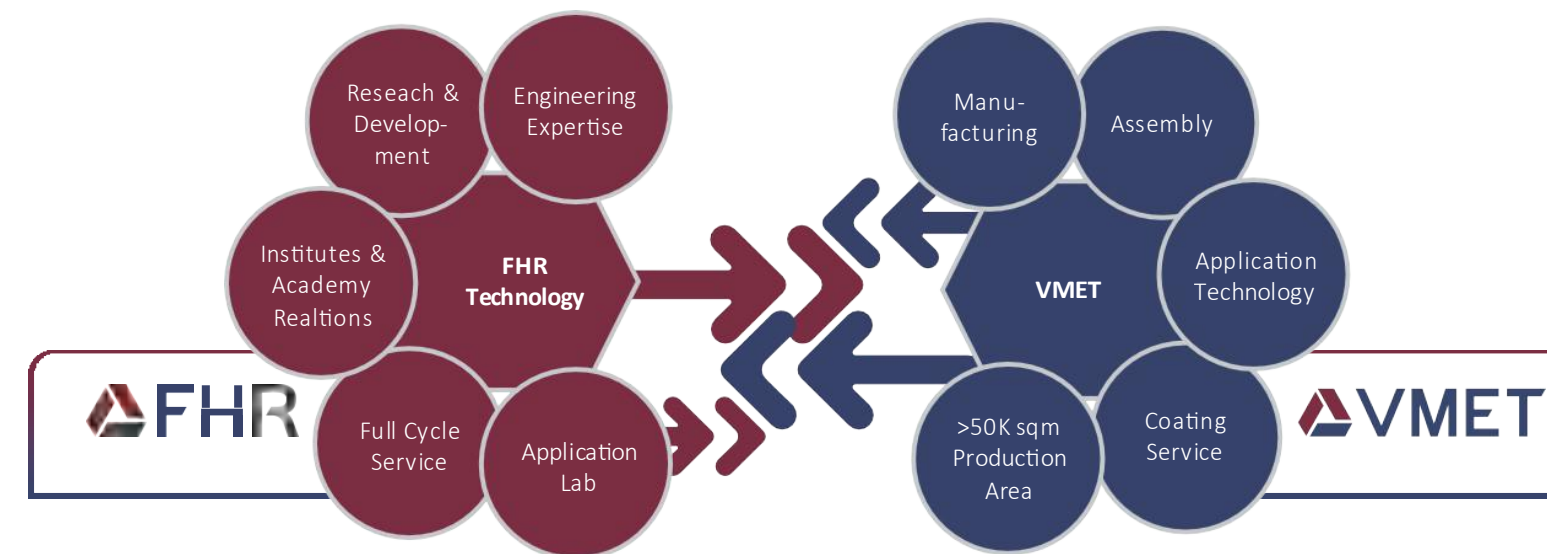 Reseach &
Develop-
ment
Engineering
Expertise
Institutes &
Academy
Realtions
FHR
Technology
Full Cycle
Service
Application
Lab
FHR
Manu-
facturing
Assembly
VMET
Application
Technology
>50K sqm
Production
Area
Coating
Service
VMET